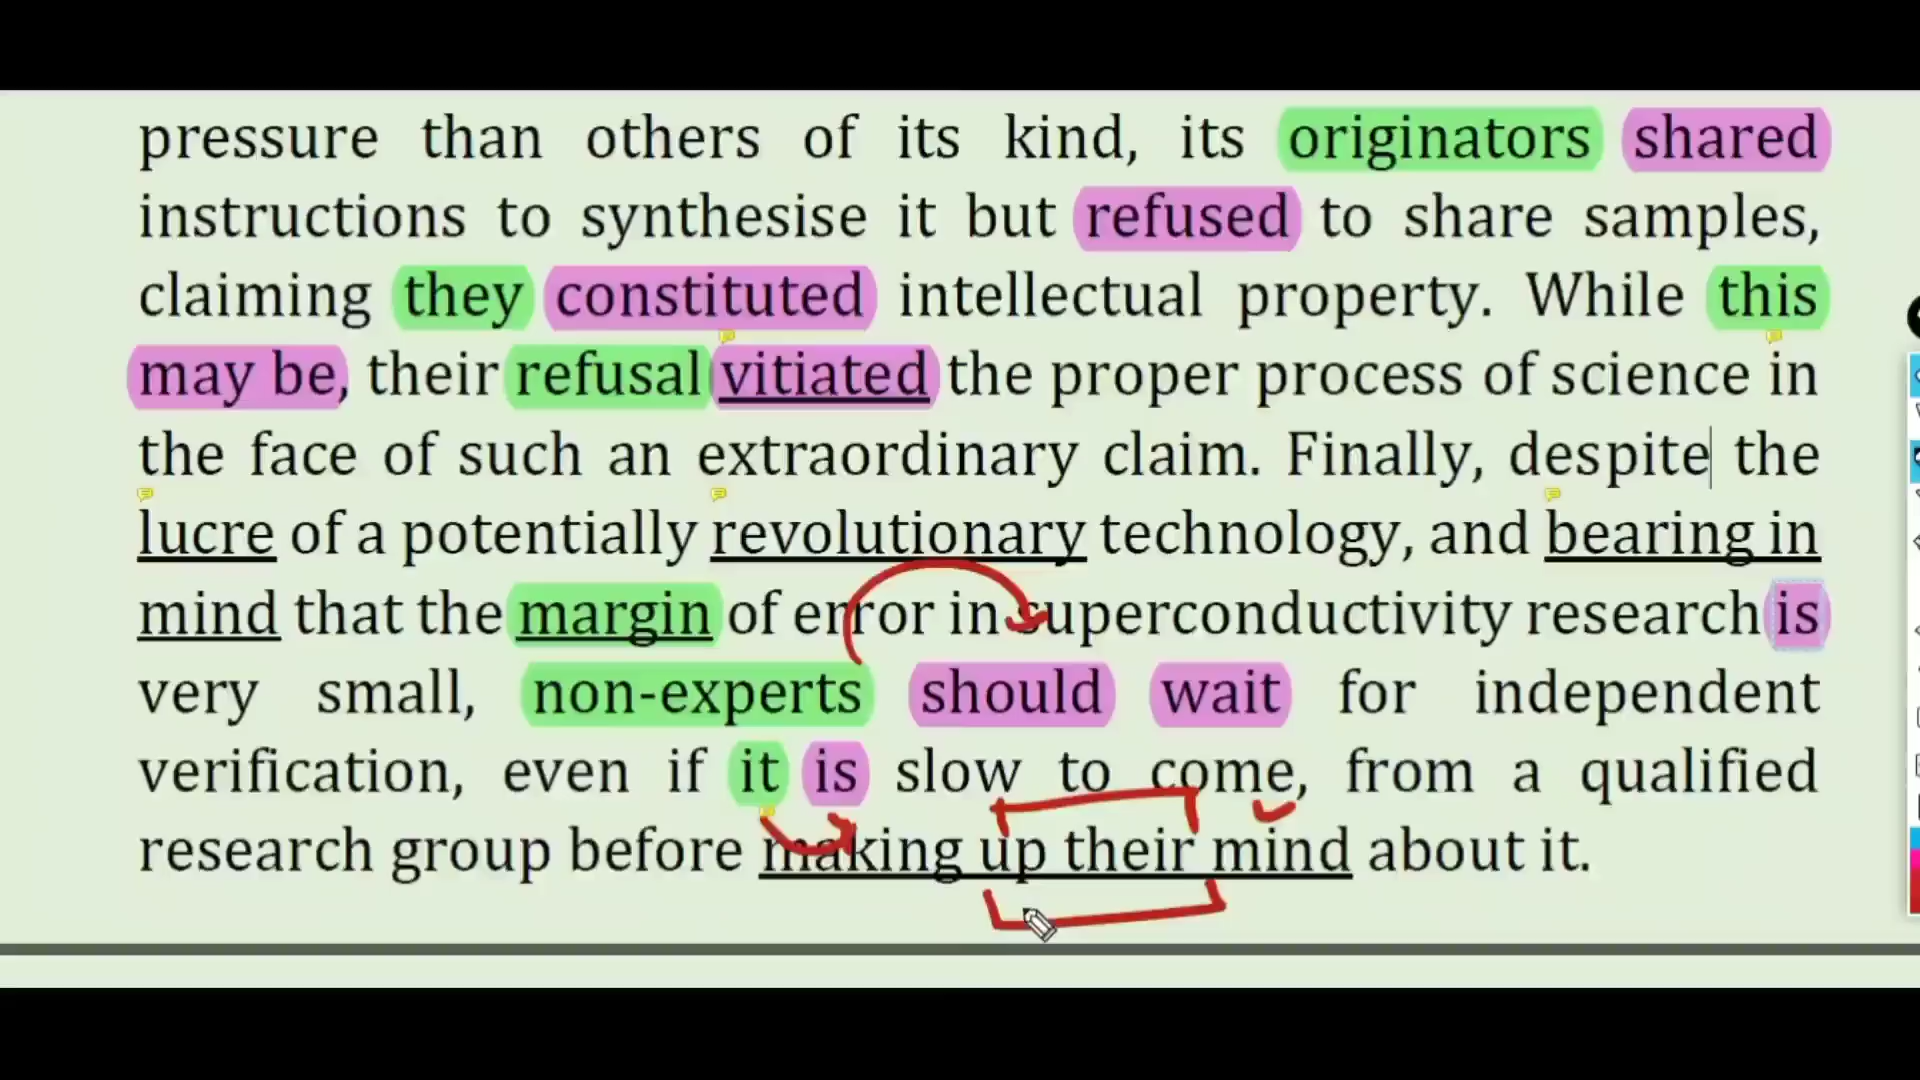 pressure than others of its kind, its originators shared
instructions to synthesise it but refused to share samples,
claiming they constituted intellectual property. While this
may be, their refusal vitiated the proper process of science in
the face of such an extraordinary claim. Finally, despite the
lucre of a potentially revolutionary technology, and bearing in
mind that the margin of error in superconductivity research is
very small, non-experts should wait for independent
verification, even if it is slow to come, from a qualified
research group before making up their mind about it.